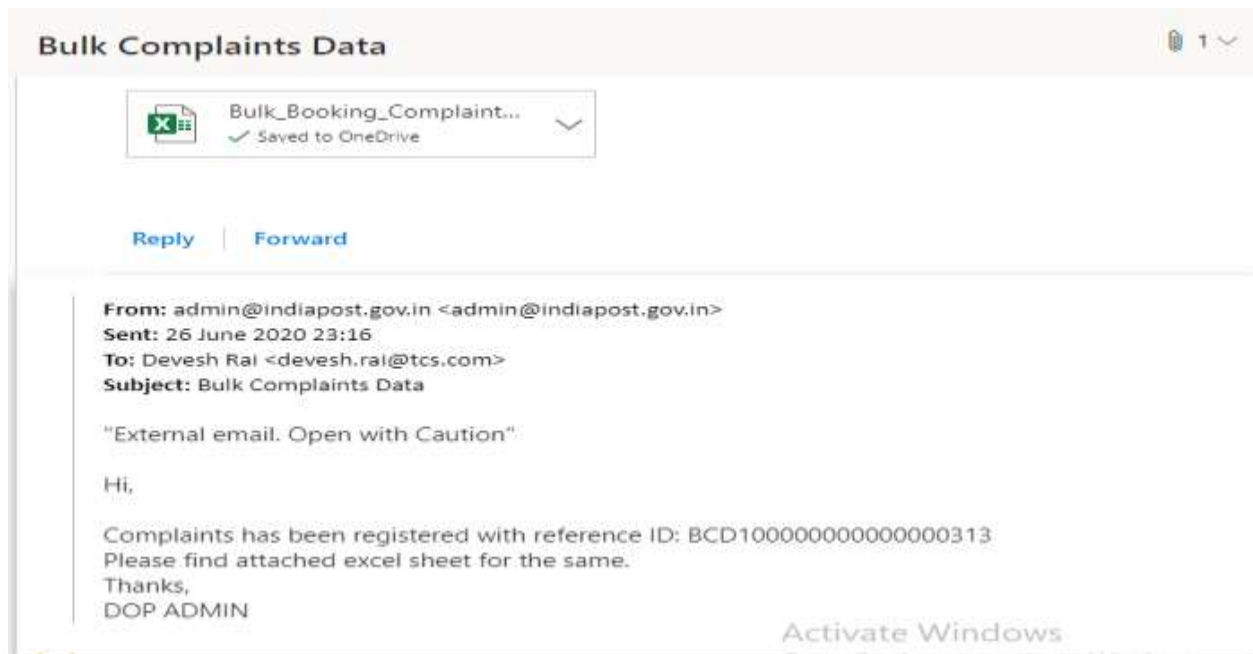 Bulk Complaints Data
1
Bulk_Booking_Complaint...
Saved to OneDrive
Reply
Forward
From: admin@indiapost.gov.in <admin@indiapost.gov.in>
Sent: 26 June 2020 23:16
To: Devesh Rai <devesh.rai@tcs.com>
Subject: Bulk Complaints Data
"External email. Open with Caution"
Hi,
Complaints has been registered with reference ID: BCD100000000000000313
Please find attached excel sheet for the same.
Thanks,
DOP ADMIN
Activate Windows